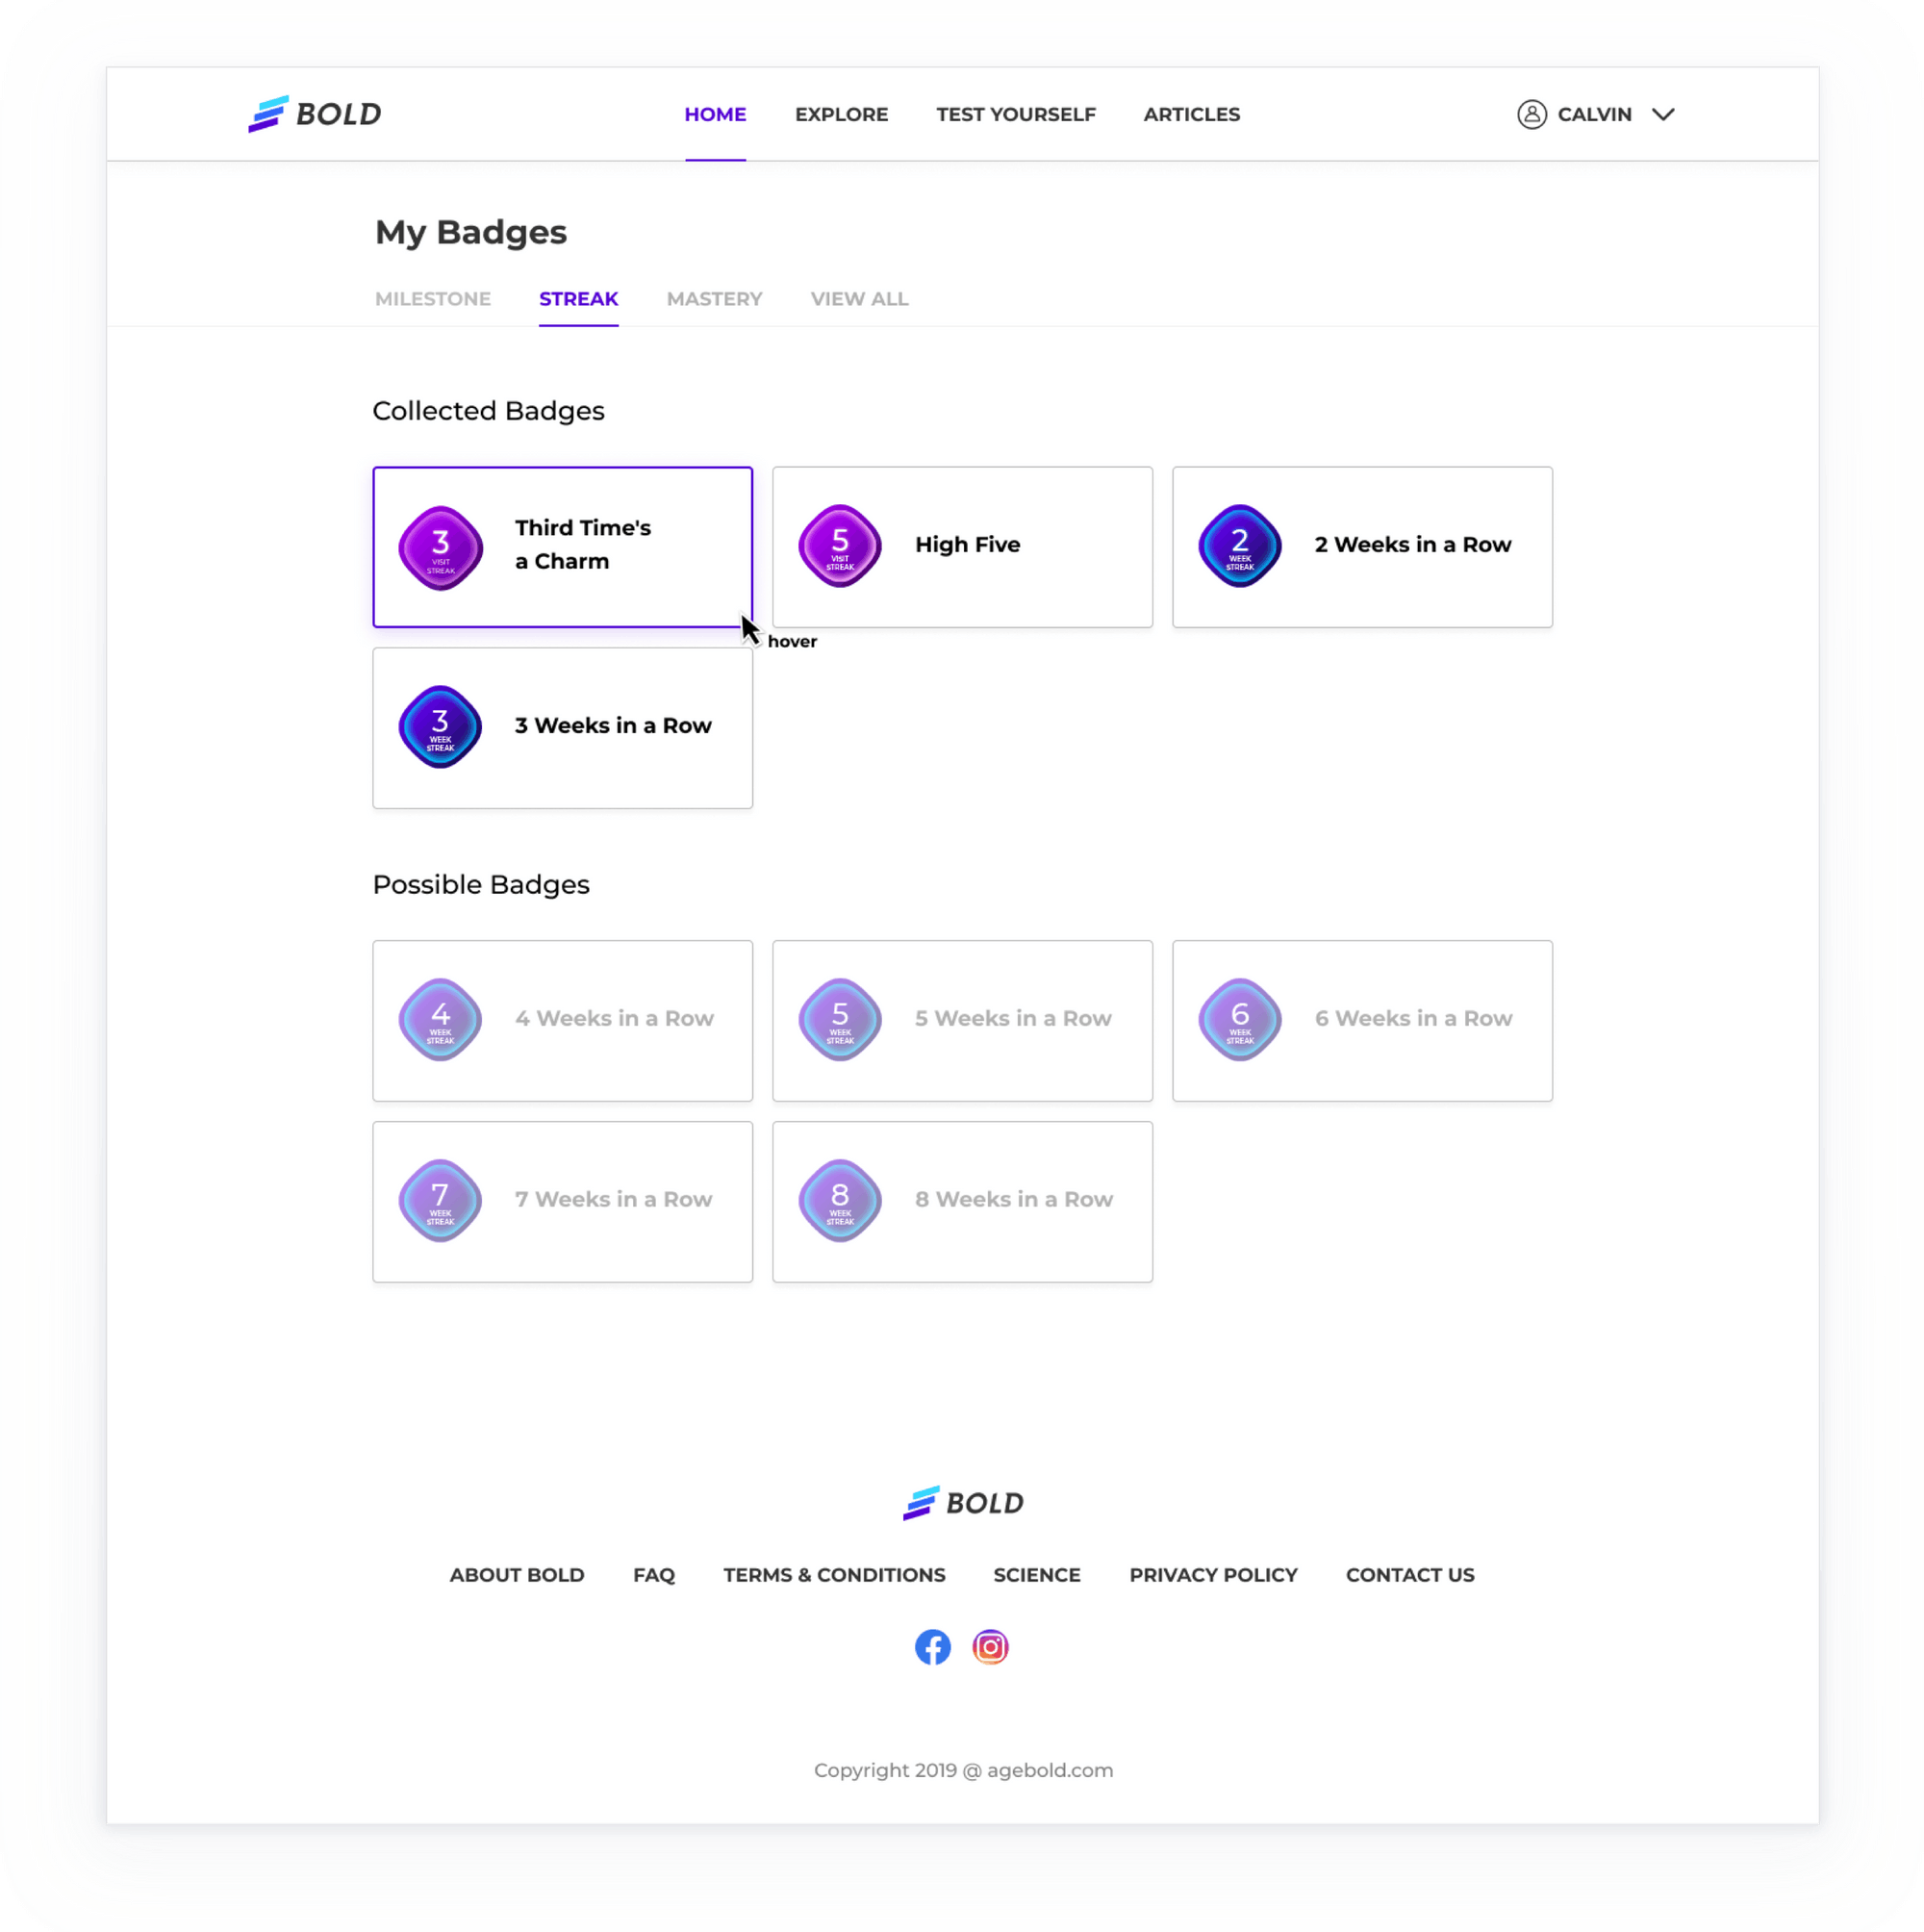 BOLD
HOME EXPLORE TEST YOURSELF ARTICLES
CALVIN
My Badges
MILESTONE STREAK MASTERY VIEW ALL
Collected Badges
3
VISIT
STREAK
Third Time's
a Charm
5
VISIT
STREAK
High Five
2
WEEK
STREAK
2 Weeks in a Row
hover
3
WEEK
STREAK
3 Weeks in a Row
Possible Badges
4
WEEK
STREAK
4 Weeks in a Row
5
WEEK
STREAK
5 Weeks in a Row
6
WEEK
STREAK
6 Weeks in a Row
7
WEEK
STREAK
7 Weeks in a Row
8
WEEK
STREAK
8 Weeks in a Row
BOLD
ABOUT BOLD FAQ TERMS & CONDITIONS SCIENCE PRIVACY POLICY CONTACT US
Copyright 2019 @ agebold.com